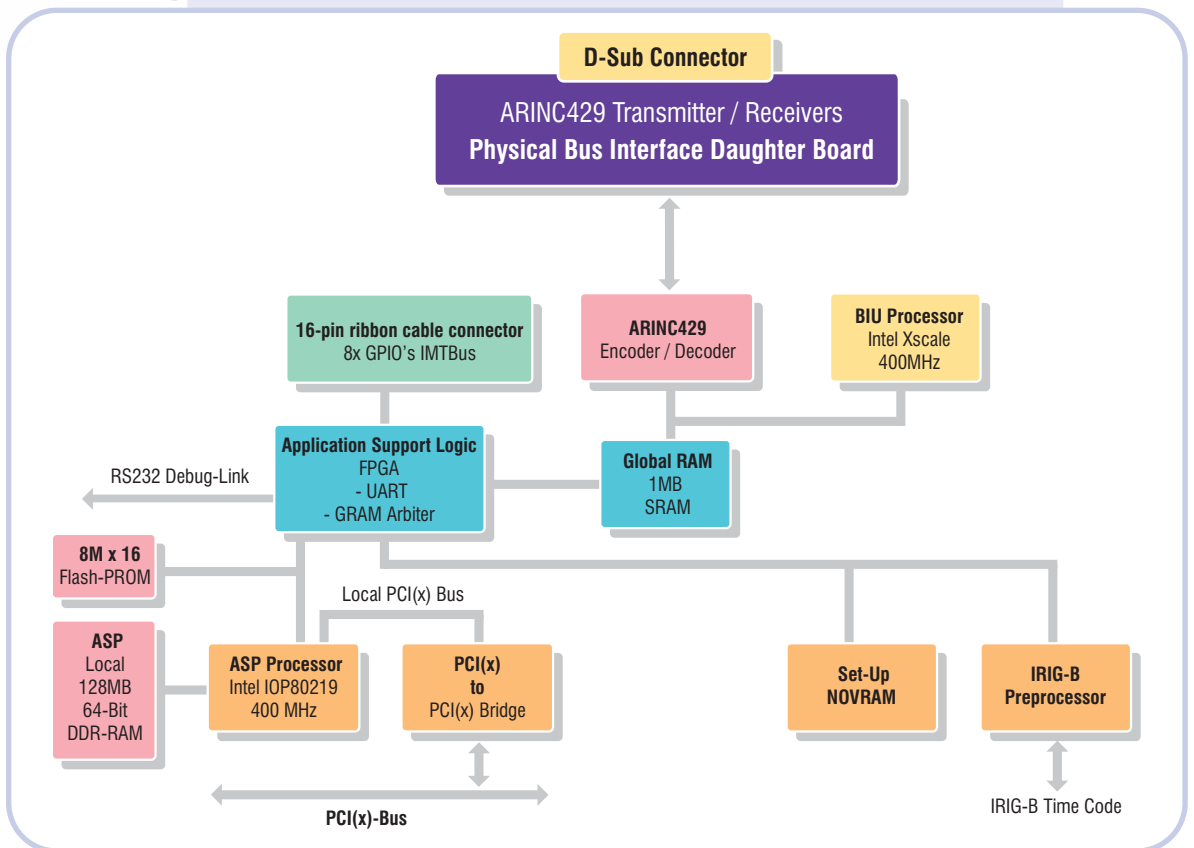 D-Sub Connector
ARINC429 Transmitter / Receivers
Physical Bus Interface Daughter Board
16-pin ribbon cable connector
8x GPIO's IMTBus
ARINC429
Encoder / Decoder
BIU Processor
Intel Xscale
400MHz
Application Support Logic
FPGA
- UART
- GRAM Arbiter
Global RAM
1MB
SRAM
RS232 Debug-Link
8M x 16
Flash-PROM
Local PCI(x) Bus
ASP
Local
128MB
64-Bit
DDR-RAM
ASP Processor
Intel IOP80219
400 MHz
PCI(x)
to
PCI(x) Bridge
Set-Up
NOVRAM
IRIG-B
Preprocessor
PCI(x)-Bus
IRIG-B Time Code